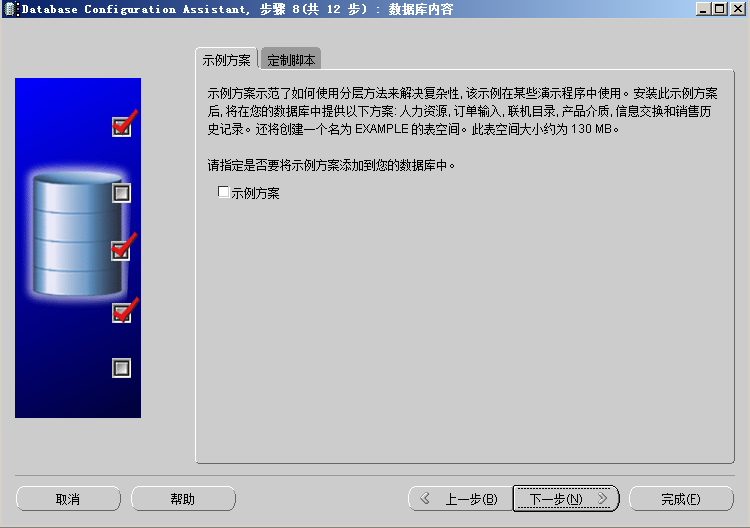 Database Configuration Assistant, 步骤 8(共 12 步) : 数据库内容
示例方案 定制脚本
示例方案示范了如何使用分层方法来解决复杂性, 该示例在某些演示程序中使用。安装此示例方案
后, 将在您的数据库中提供以下方案: 人力资源, 订单输入, 联机目录, 产品介质, 信息交换和销售历
史记录。还将创建一个名为 EXAMPLE 的表空间。此表空间大小约为 130 MB。
请指定是否要将示例方案添加到您的数据库中。
示例方案
取消 帮助 上一步(B) 下一步(N) 完成(F)